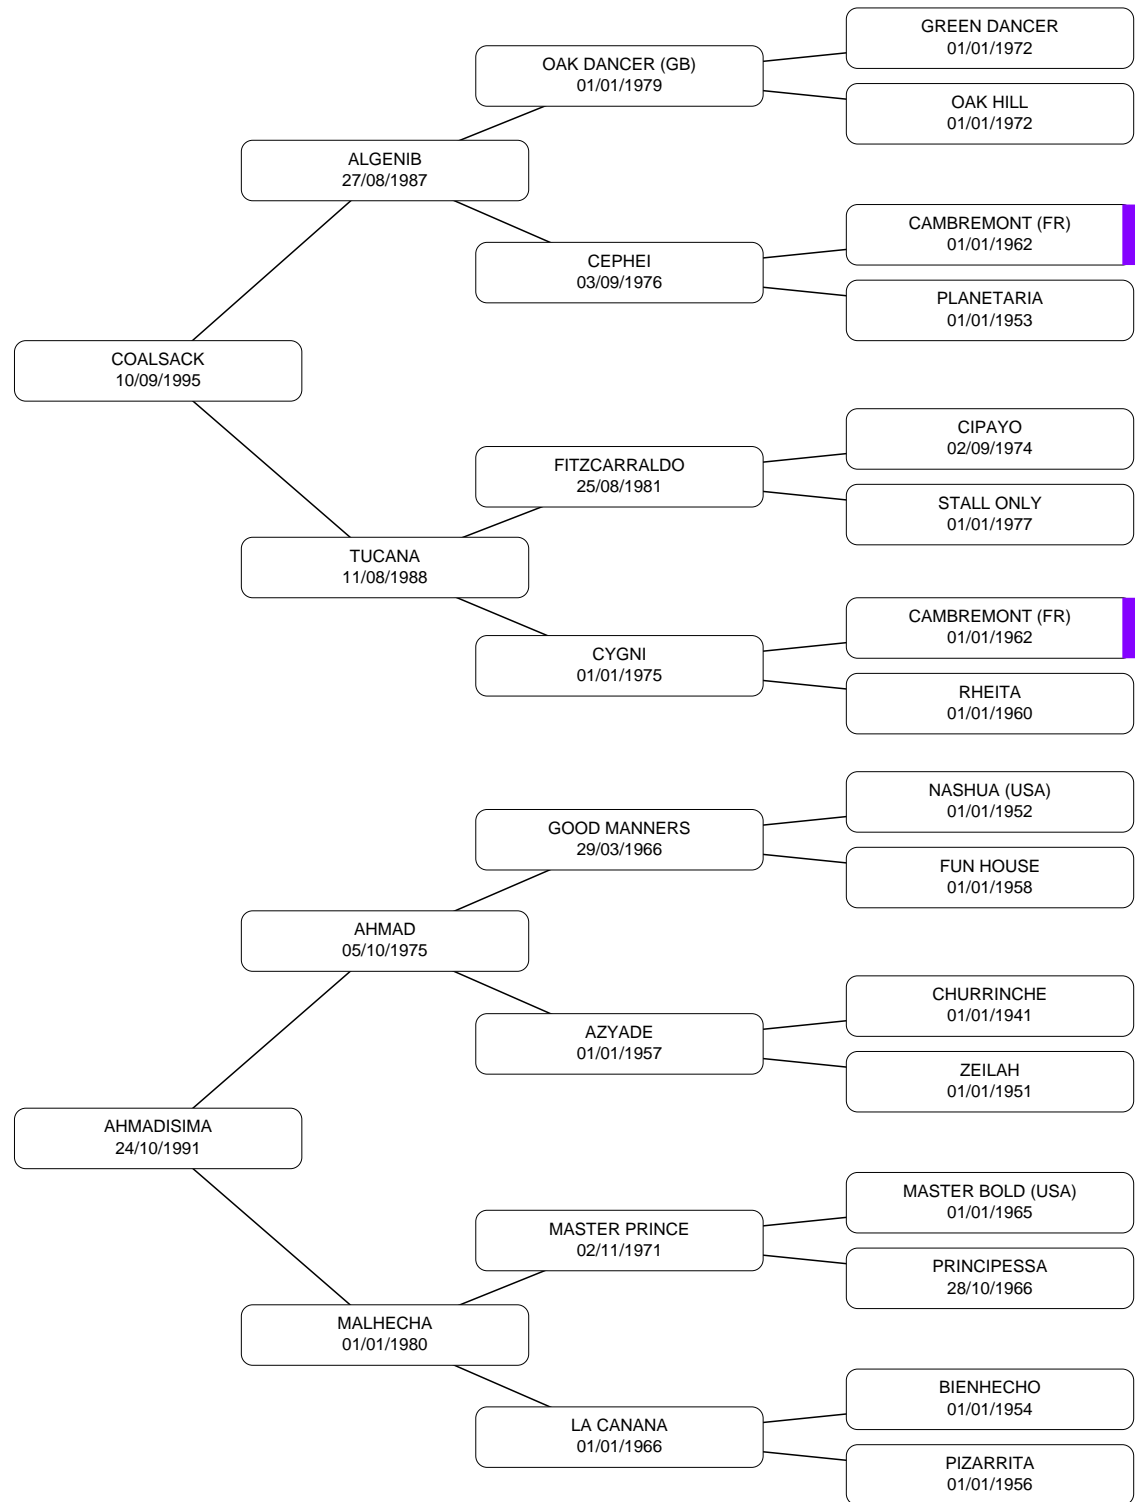 GREEN DANCER
01/01/1972
OAK DANCER (GB)
01/01/1979
OAK HILL
01/01/1972
ALGENIB
27/08/1987
CAMBREMONT (FR)
01/01/1962
CEPHEI
03/09/1976
PLANETARIA
01/01/1953
COALSACK
10/09/1995
CIPAYO
02/09/1974
FITZCARRALDO
25/08/1981
STALL ONLY
01/01/1977
TUCANA
11/08/1988
CAMBREMONT (FR)
01/01/1962
CYGNI
01/01/1975
RHEITA
01/01/1960
NASHUA (USA)
01/01/1952
GOOD MANNERS
29/03/1966
FUN HOUSE
01/01/1958
AHMAD
05/10/1975
CHURRINCHE
01/01/1941
AZYADE
01/01/1957
ZEILAH
01/01/1951
AHMADISIMA
24/10/1991
MASTER BOLD (USA)
01/01/1965
MASTER PRINCE
02/11/1971
PRINCIPESSA
28/10/1966
MALHECHA
01/01/1980
BIENHECHO
01/01/1954
LA CANANA
01/01/1966
PIZARRITA
01/01/1956